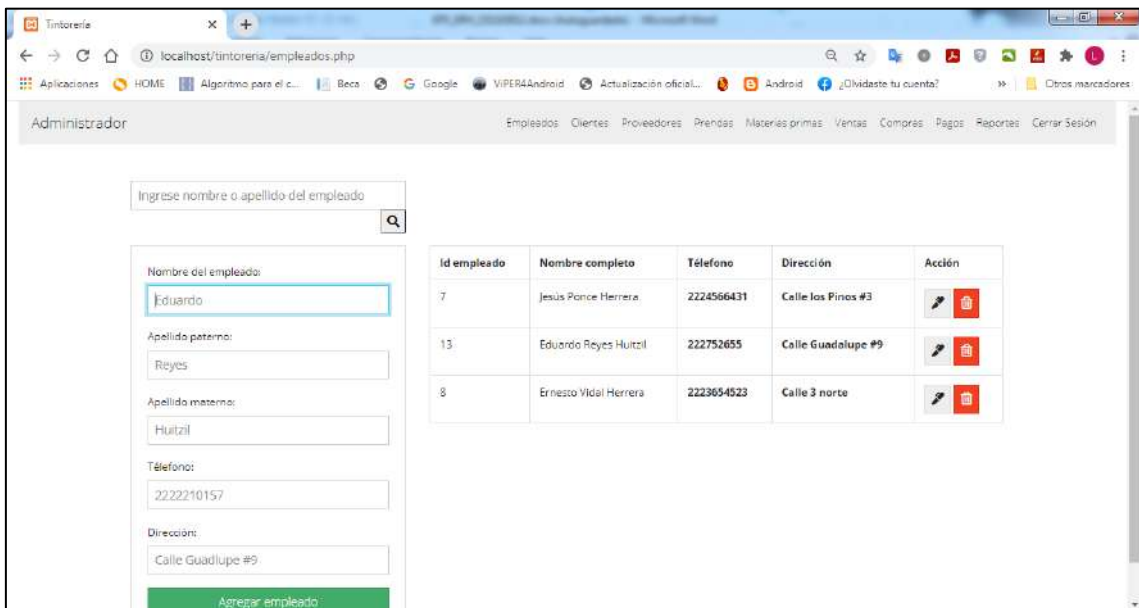 Tintorería
localhost/tintoreria/empleados.php
Aplicaciones HOME Algoritmo para el c... Beca Google ViPER4Android Actualización oficial... Android ¿Olvidaste tu cuenta? » Otros marcadores
Administrador Empleados Clientes Proveedores Prendas Materias primas Ventas Compras Pagos Reportes Cerrar Sesión
Ingrese nombre o apellido del empleado
Nombre del empleado:
Eduardo
Apellido paterno:
Reyes
Apellido materno:
Huitzil
Télefono:
2222210157
Dirección:
Calle Guadlupe #9
Agregar empleado
Id empleado Nombre completo Télefono Dirección Acción
7 Jesús Ponce Herrera 2224566431 Calle los Pinos #3
13 Eduardo Reyes Huitzil 222752655 Calle Guadalupe #9
8 Ernesto Vidal Herrera 2223654523 Calle 3 norte